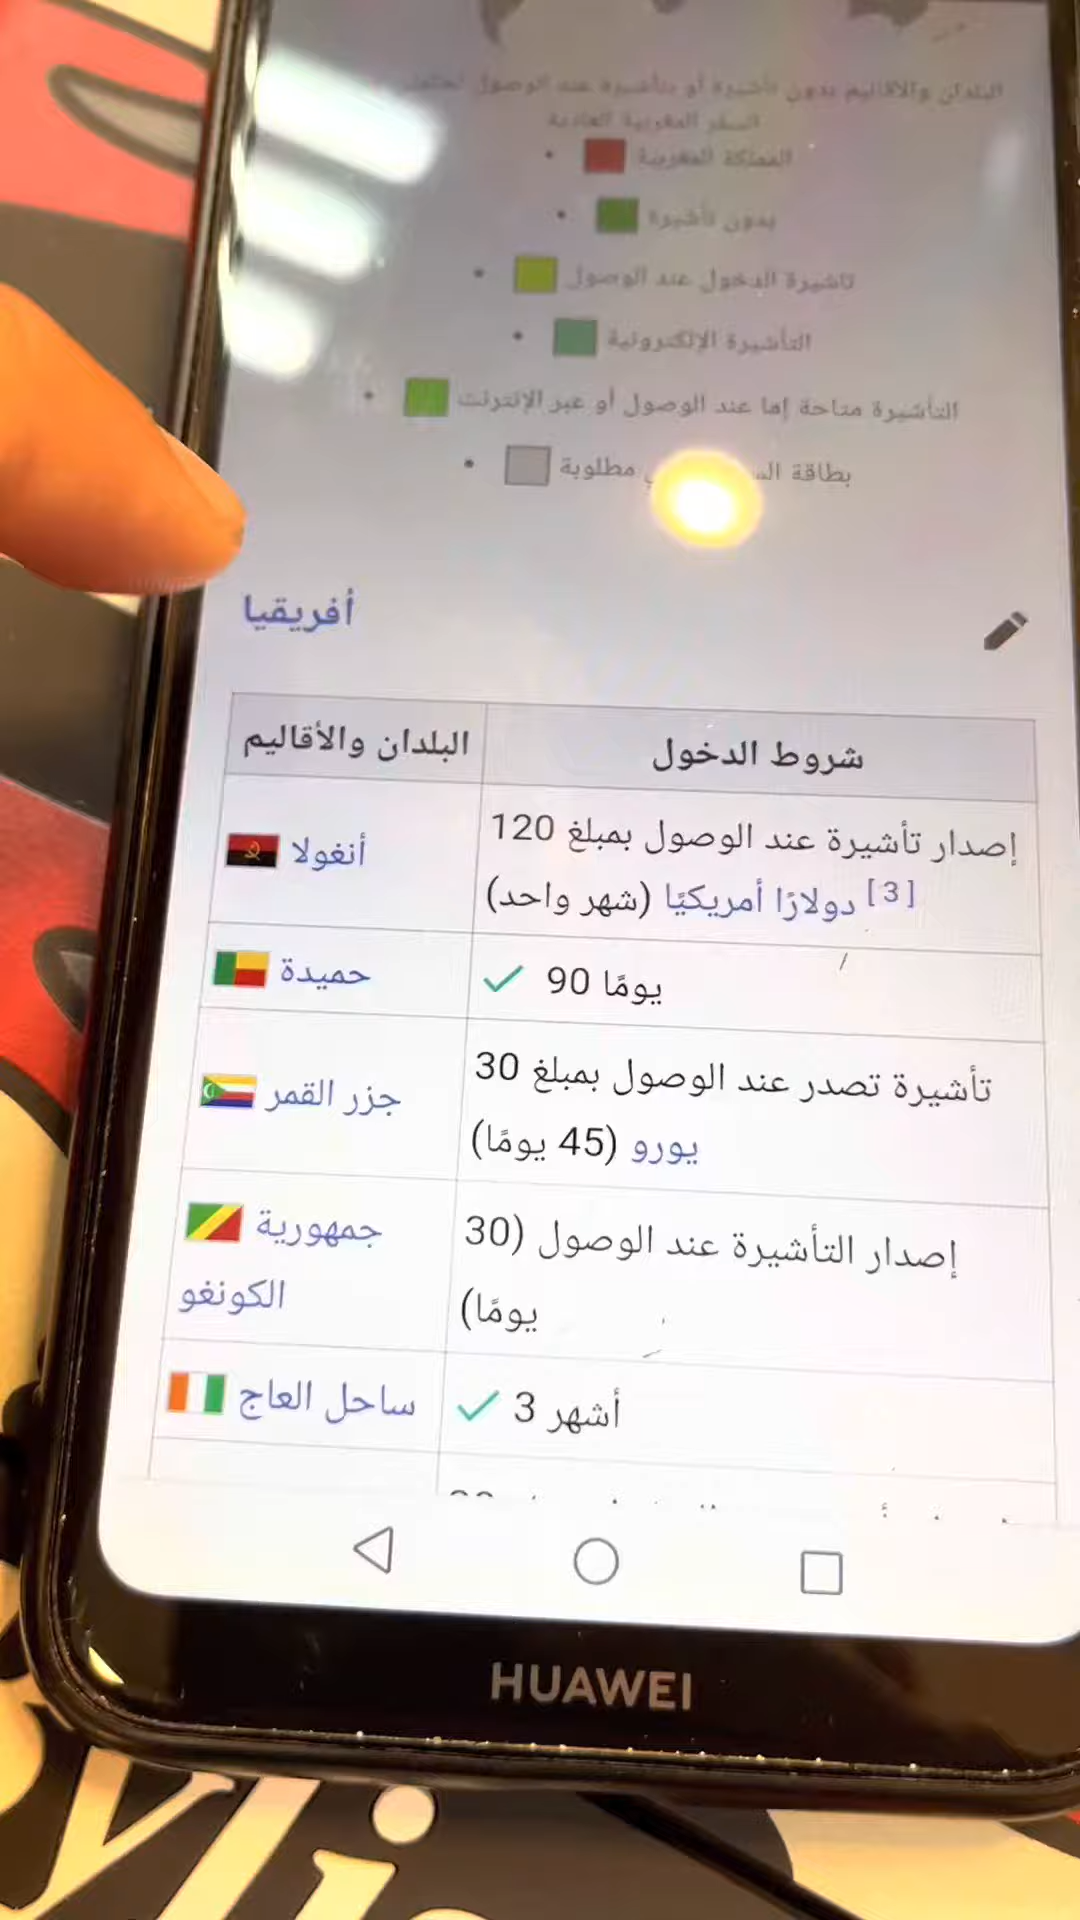 البلدان والأقاليم بدون تأشيرة أو بتأشيرة عند الوصول لحاملي
السفر المغربية العادية
المملكة المغربية
بدون تأشيرة
تأشيرة الدخول عند الوصول
التأشيرة الإلكترونية
التأشيرة متاحة إما عند الوصول أو عبر الإنترنت
بطاقة مطلوبة
أفريقيا
البلدان والأقاليم
شروط الدخول
أنغولا
إصدار تأشيرة عند الوصول بمبلغ 120
[3] دولارًا أمريكيًا (شهر واحد)
حميدة
يومًا 90
جزر القمر
تأشيرة تصدر عند الوصول بمبلغ 30
يورو (45 يومًا)
جمهورية
الكونغو
إصدار التأشيرة عند الوصول (30
يومًا)
ساحل العاج
أشهر 3
HUAWEI